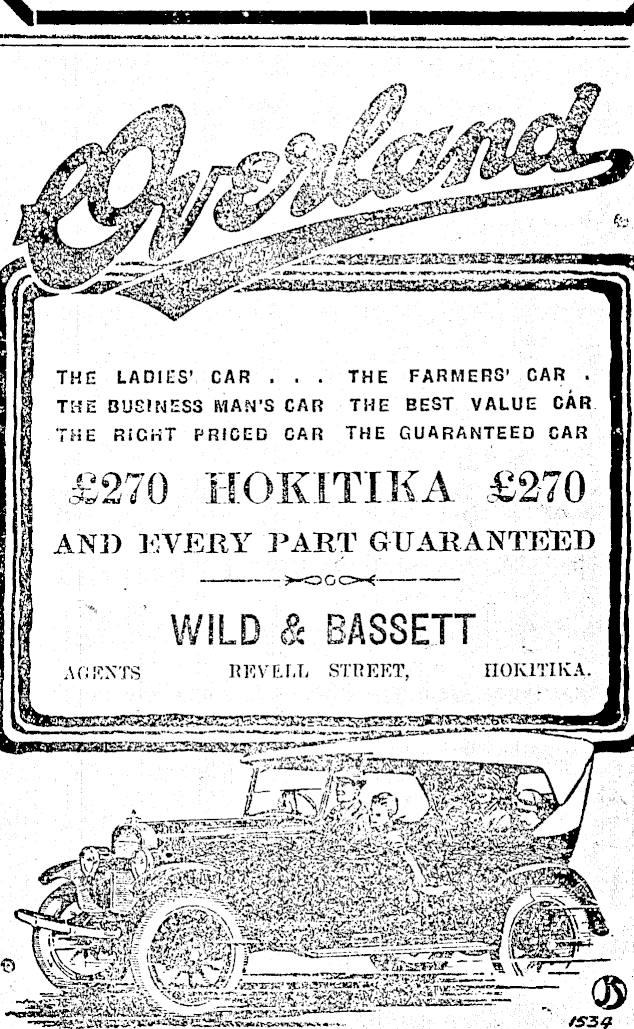 Overland
THE LADIES' CAR . . . THE FARMERS' CAR .
THE BUSINESS MAN'S CAR THE BEST VALUE CAR
THE RIGHT PRICED CAR THE GUARANTEED CAR
£270 HOKITIKA £270
AND EVERY PART GUARANTEED
WILD & BASSETT
AGENTS REVELL STREET, HOKITIKA.
JS
1534